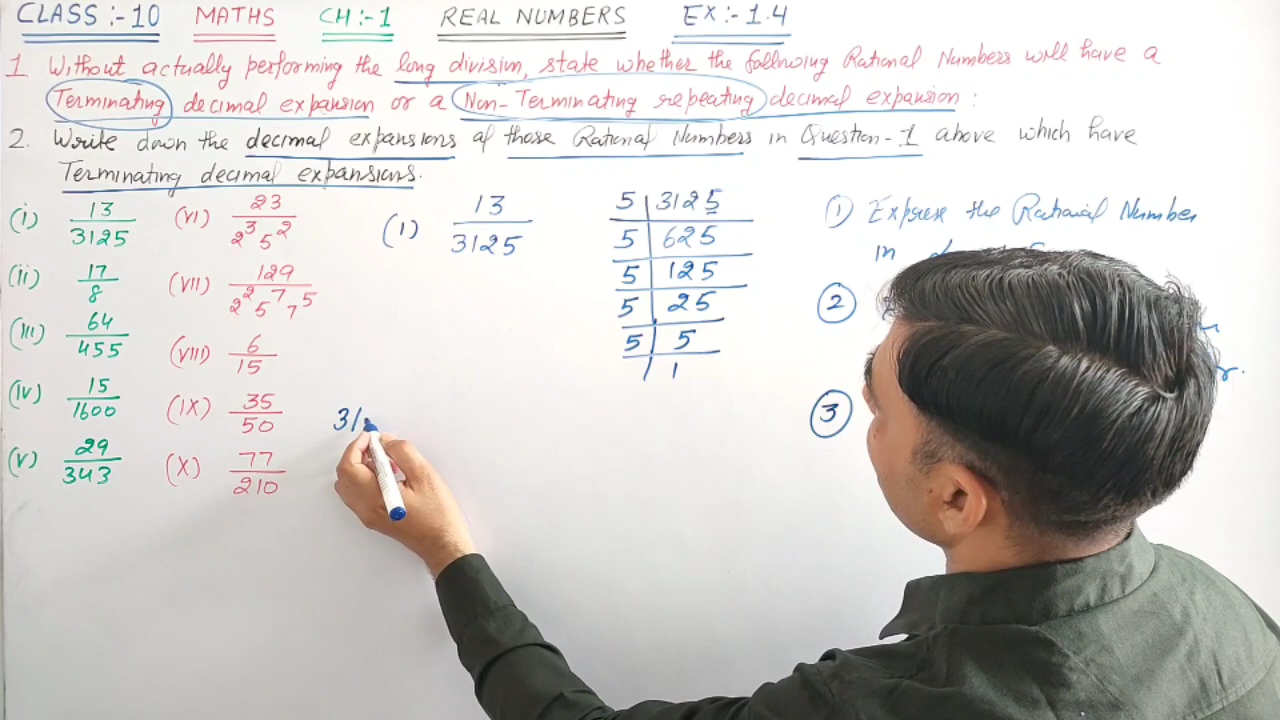 CLASS :- 10 MATHS CH :- 1 REAL NUMBERS EX :- 1.4
1. Without actually performing the long division, state whether the following Rational Numbers will have a
Terminating decimal expansion or a Non-Terminating repeating decimal expansion :
2. Write down the decimal expansions of those Rational Numbers in Question-1 above which have
Terminating decimal expansions.
(i) 13/3125
(ii) 17/8
(iii) 64/455
(iv) 15/1600
(v) 29/343
(VI) 23/2³5²
(VII) 129/2²5⁷7⁵
(VIII) 6/15
(IX) 35/50
(X) 77/210
(1) 13/3125
5 | 3125
5 | 625
5 | 125
5 | 25
5 | 5
| 1
31
① Express the Rational Number
in
②
③